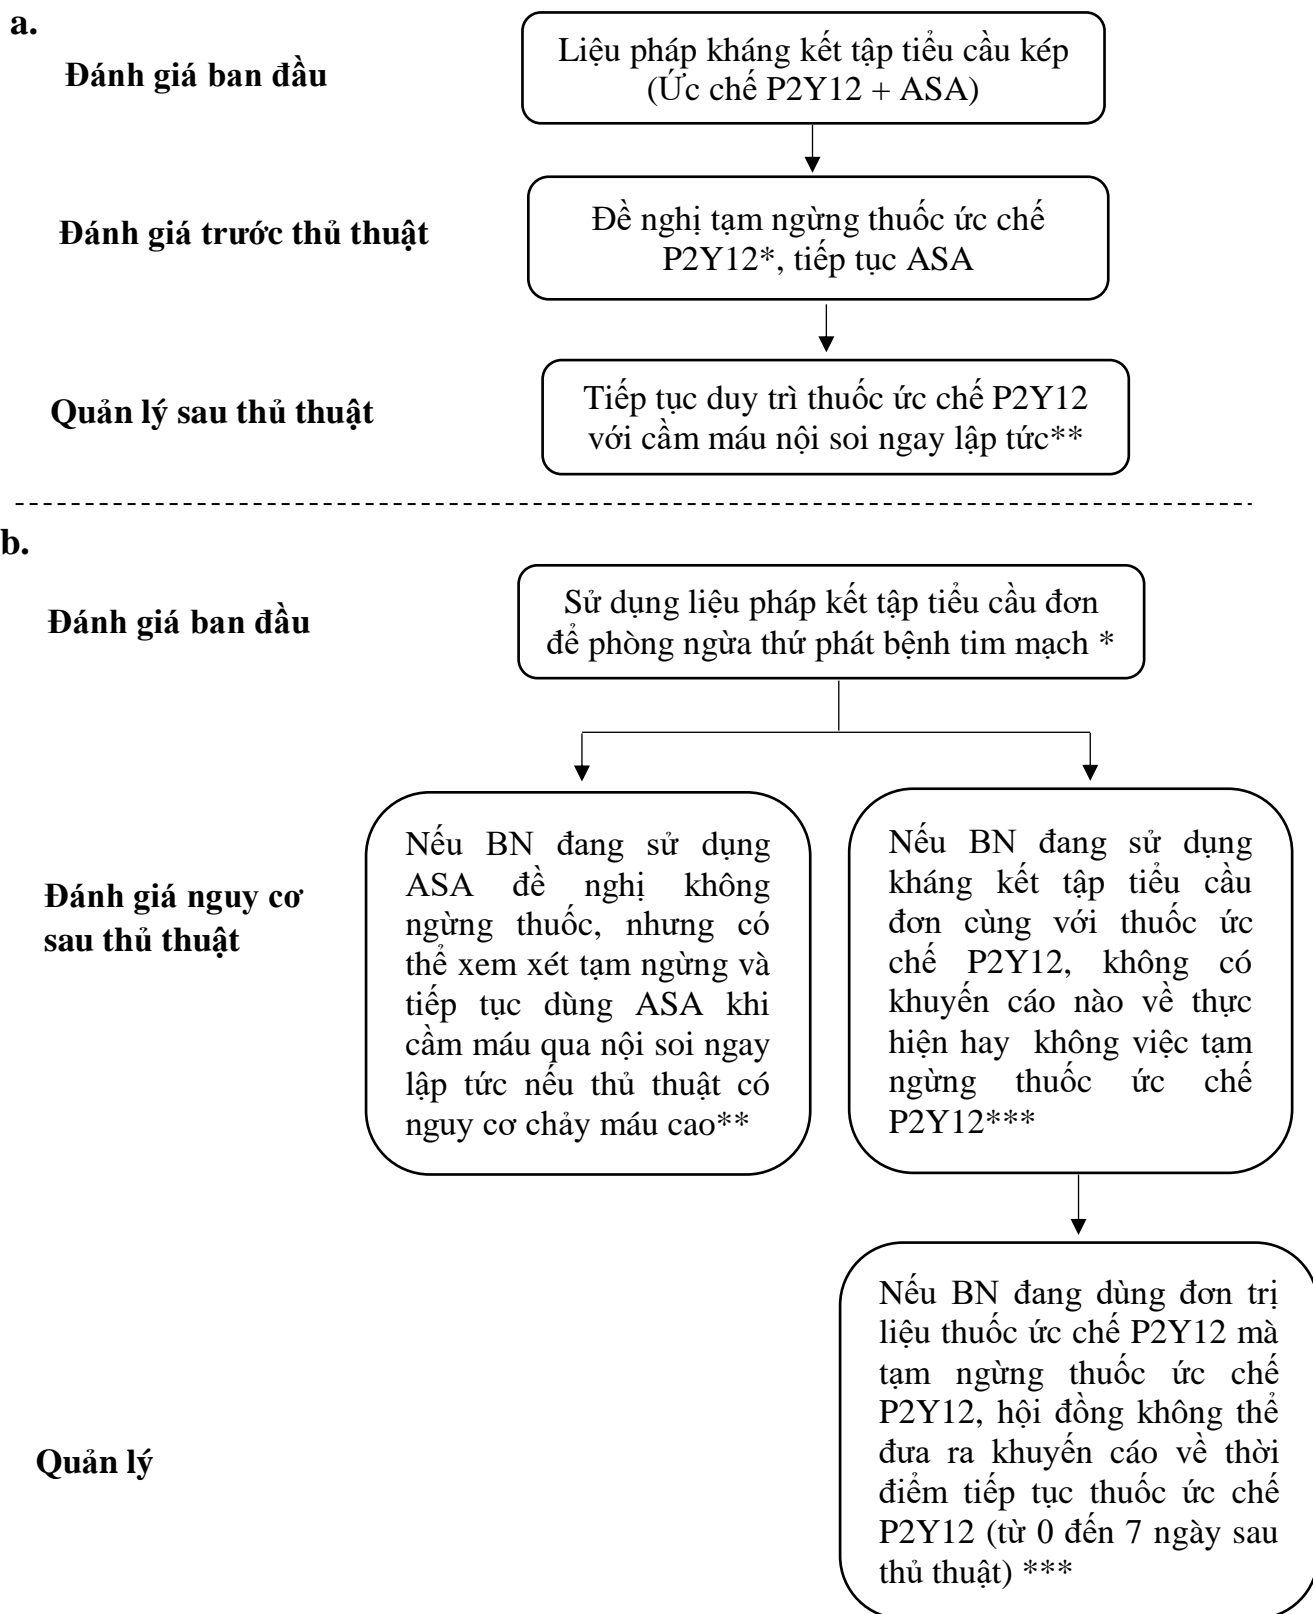 a.
Đánh giá ban đầu
Liệu pháp kháng kết tập tiểu cầu kép
(Ức chế P2Y12 + ASA)
Đánh giá trước thủ thuật
Đề nghị tạm ngừng thuốc ức chế
P2Y12*, tiếp tục ASA
Quản lý sau thủ thuật
Tiếp tục duy trì thuốc ức chế P2Y12
với cầm máu nội soi ngay lập tức**
b.
Đánh giá ban đầu
Sử dụng liệu pháp kết tập tiểu cầu đơn
để phòng ngừa thứ phát bệnh tim mạch *
Đánh giá nguy cơ
sau thủ thuật
Nếu BN đang sử dụng
ASA đề nghị không
ngừng thuốc, nhưng có
thể xem xét tạm ngừng và
tiếp tục dùng ASA khi
cầm máu qua nội soi ngay
lập tức nếu thủ thuật có
nguy cơ chảy máu cao**
Nếu BN đang sử dụng
kháng kết tập tiểu cầu
đơn cùng với thuốc ức
chế P2Y12, không có
khuyến cáo nào về thực
hiện hay không việc tạm
ngừng thuốc ức chế
P2Y12***
Quản lý
Nếu BN đang dùng đơn trị
liệu thuốc ức chế P2Y12 mà
tạm ngừng thuốc ức chế
P2Y12, hội đồng không thể
đưa ra khuyến cáo về thời
điểm tiếp tục thuốc ức chế
P2Y12 (từ 0 đến 7 ngày sau
thủ thuật) ***